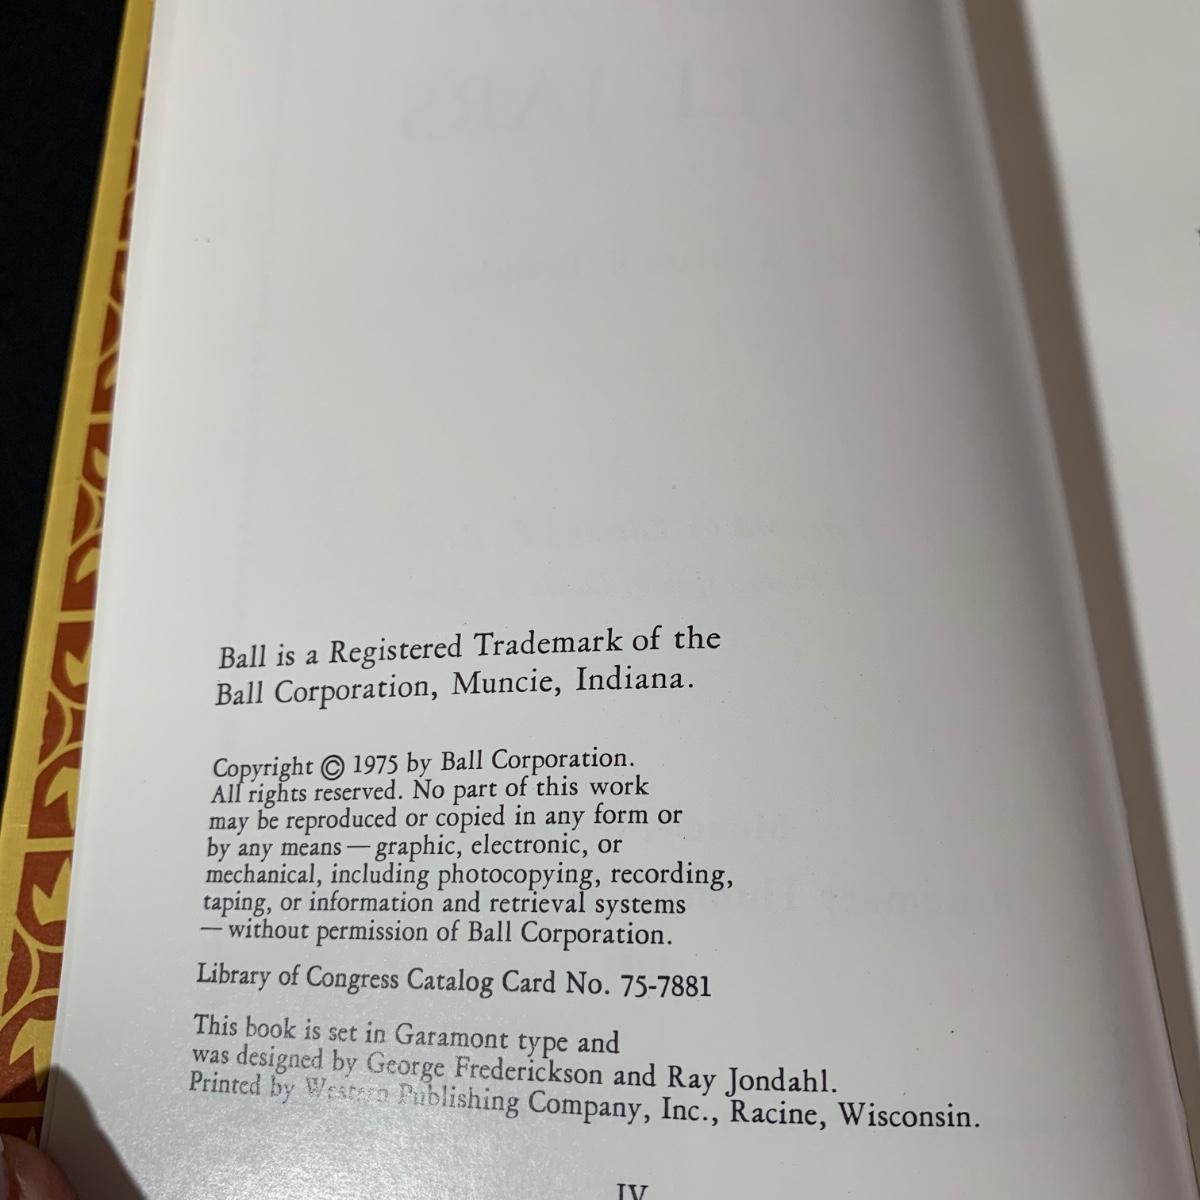 Ball is a Registered Trademark of the
Ball Corporation, Muncie, Indiana.
Copyright © 1975 by Ball Corporation.
All rights reserved. No part of this work
may be reproduced or copied in any form or
by any means — graphic, electronic, or
mechanical, including photocopying, recording,
taping, or information and retrieval systems
— without permission of Ball Corporation.
Library of Congress Catalog Card No. 75-7881
This book is set in Garamont type and
was designed by George Frederickson and Ray Jondahl.
Printed by Western Publishing Company, Inc., Racine, Wisconsin.
IV